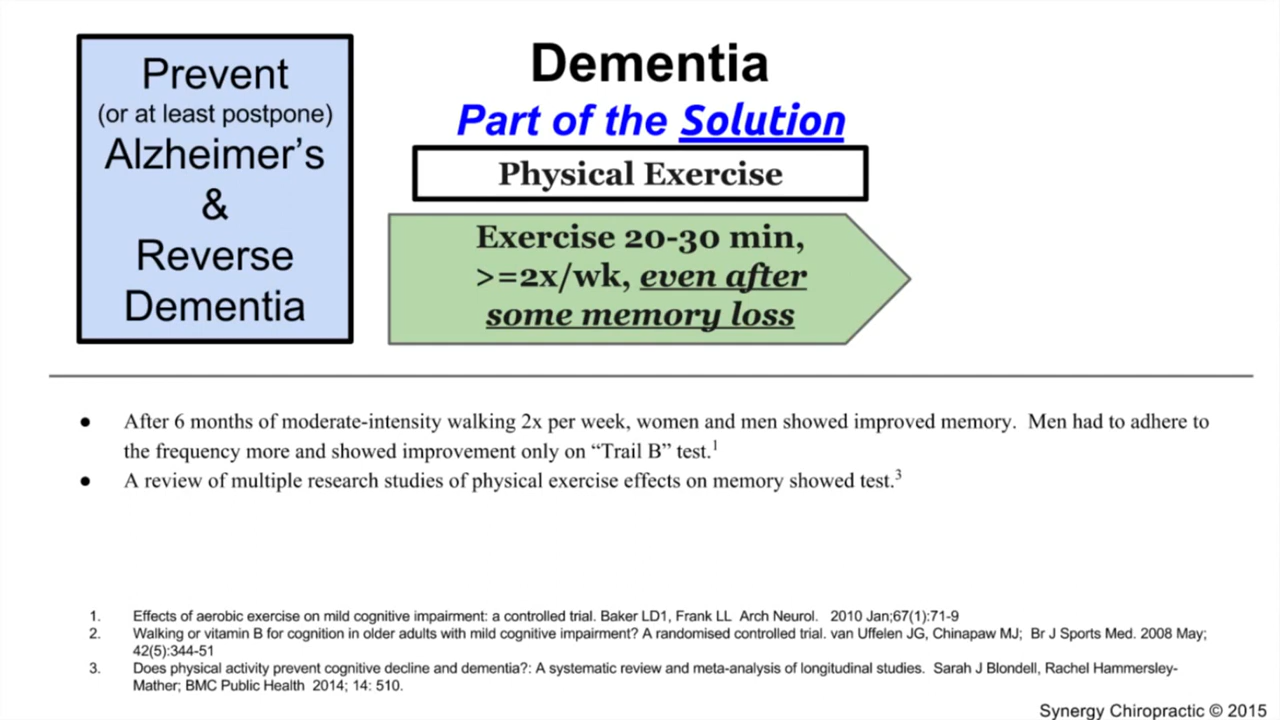 Prevent
(or at least postpone)
Alzheimer's
&
Reverse
Dementia
Dementia
Part of the Solution
Physical Exercise
Exercise 20-30 min,
>=2x/wk, even after
some memory loss
● After 6 months of moderate-intensity walking 2x per week, women and men showed improved memory.  Men had to adhere to
the frequency more and showed improvement only on “Trail B” test.1
● A review of multiple research studies of physical exercise effects on memory showed test.3
1. Effects of aerobic exercise on mild cognitive impairment: a controlled trial. Baker LD1, Frank LL  Arch Neurol.   2010 Jan;67(1):71-9
2. Walking or vitamin B for cognition in older adults with mild cognitive impairment? A randomised controlled trial. van Uffelen JG, Chinapaw MJ;  Br J Sports Med. 2008 May;
42(5):344-51
3. Does physical activity prevent cognitive decline and dementia?: A systematic review and meta-analysis of longitudinal studies.  Sarah J Blondell, Rachel Hammersley-
Mather; BMC Public Health  2014; 14: 510.
Synergy Chiropractic © 2015